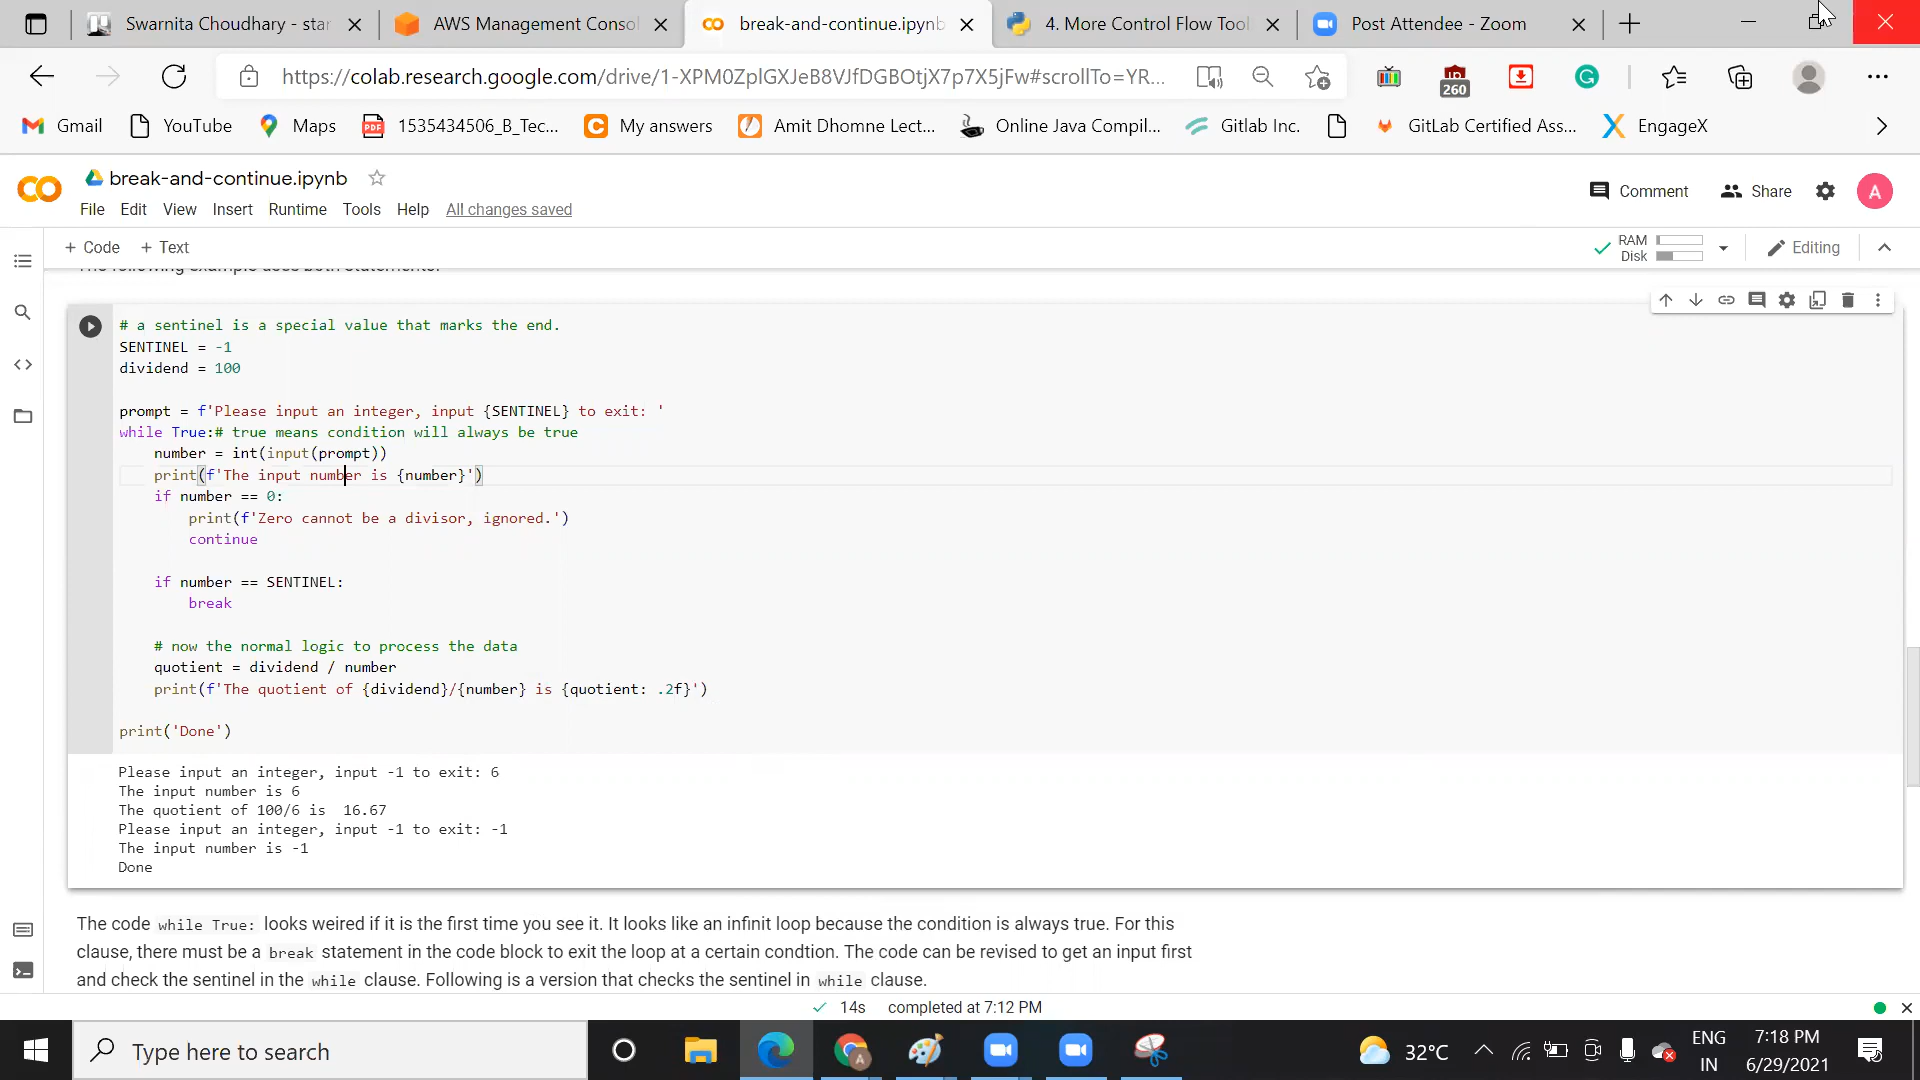 Swarnita Choudhary - star
AWS Management Consol
break-and-continue.ipynb
4. More Control Flow Tool
Post Attendee - Zoom
https://colab.research.google.com/drive/1-XPM0ZplGXJeB8VJfDGBOtjX7p7X5jFw#scrollTo=YR...
260
Gmail
YouTube
Maps
1535434506_B_Tec...
My answers
Amit Dhomne Lect...
Online Java Compil...
Gitlab Inc.
GitLab Certified Ass...
EngageX
break-and-continue.ipynb
Comment
Share
A
File Edit View Insert Runtime Tools Help All changes saved
+ Code + Text
RAM
Disk
Editing
The following example uses both statements.
# a sentinel is a special value that marks the end.
SENTINEL = -1
dividend = 100
prompt = f'Please input an integer, input {SENTINEL} to exit: '
while True:# true means condition will always be true
number = int(input(prompt))
print(f'The input number is {number}')
if number == 0:
print(f'Zero cannot be a divisor, ignored.')
continue
if number == SENTINEL:
break
# now the normal logic to process the data
quotient = dividend / number
print(f'The quotient of {dividend}/{number} is {quotient: .2f}')
print('Done')
Please input an integer, input -1 to exit: 6
The input number is 6
The quotient of 100/6 is  16.67
Please input an integer, input -1 to exit: -1
The input number is -1
Done
The code while True: looks weired if it is the first time you see it. It looks like an infinit loop because the condition is always true. For this
clause, there must be a break statement in the code block to exit the loop at a certain condtion. The code can be revised to get an input first
and check the sentinel in the while clause. Following is a version that checks the sentinel in while clause.
14s completed at 7:12 PM
Type here to search
A
32°C
ENG
IN
7:18 PM
6/29/2021